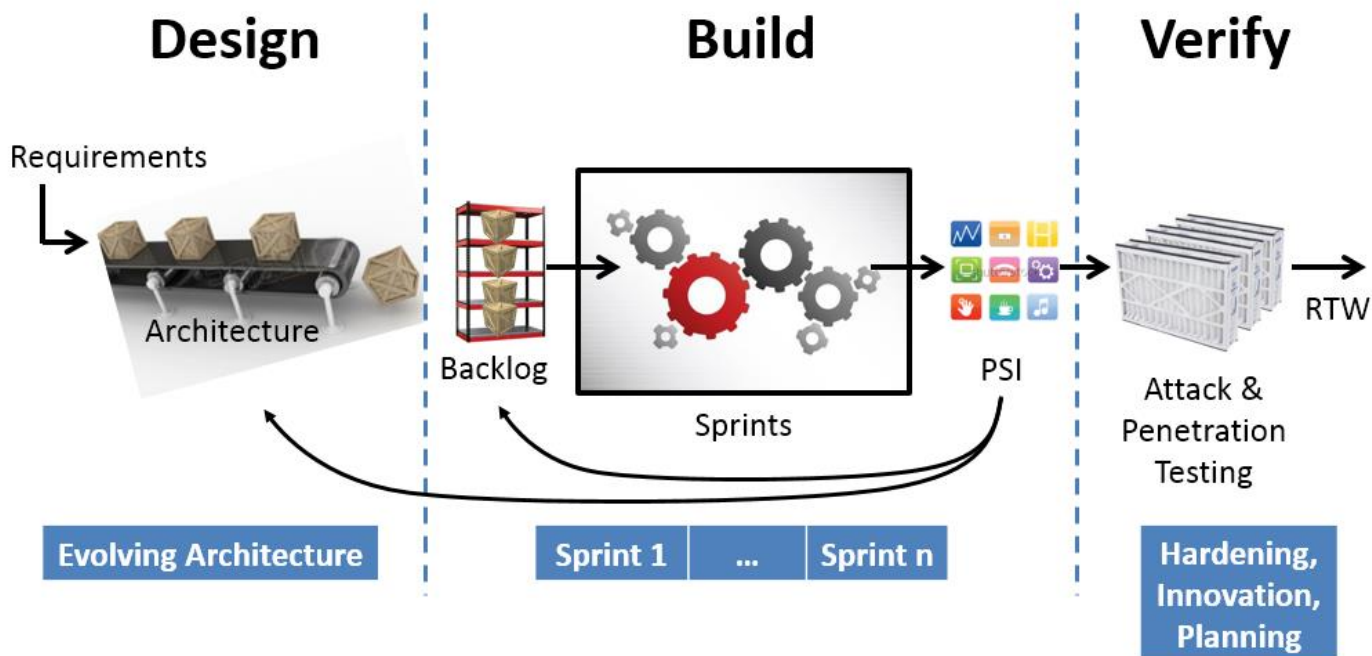 Design
Build
Verify
Requirements
Architecture
Backlog
Sprints
PSI
RTW
Attack &
Penetration
Testing
Evolving Architecture
Sprint 1
...
Sprint n
Hardening,
Innovation,
Planning